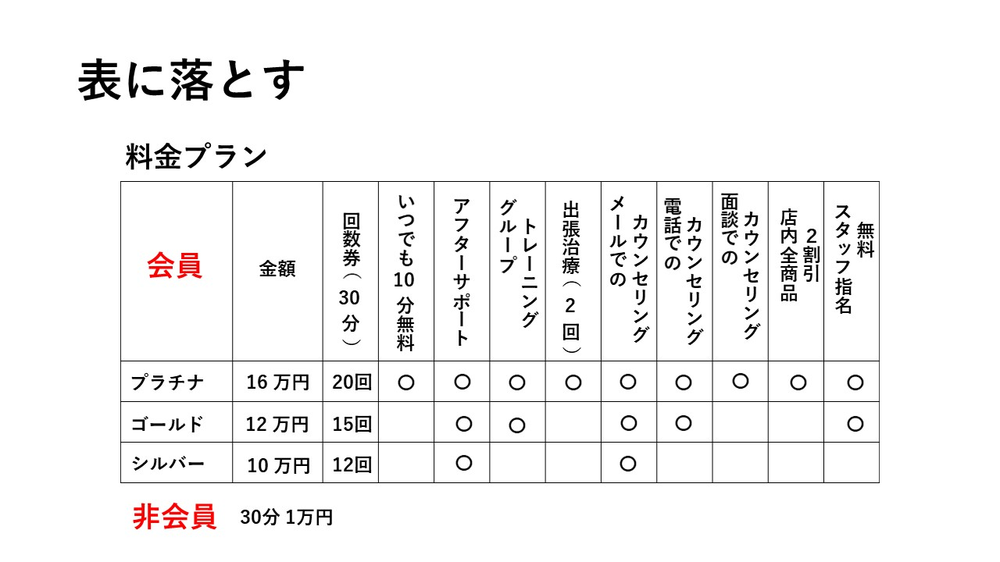 表に落とす
料金プラン
会員 金額 回数券（30分） いつでも10分無料 アフターサポート グループトレーニング 出張治療（2回） メールでのカウンセリング 電話でのカウンセリング 面談でのカウンセリング 店内全商品２割引 スタッフ指名無料
プラチナ 16万円 20回 〇 〇 〇 〇 〇 〇 〇 〇 〇
ゴールド 12万円 15回 〇 〇 〇 〇 〇
シルバー 10万円 12回 〇 〇
非会員 30分 1万円